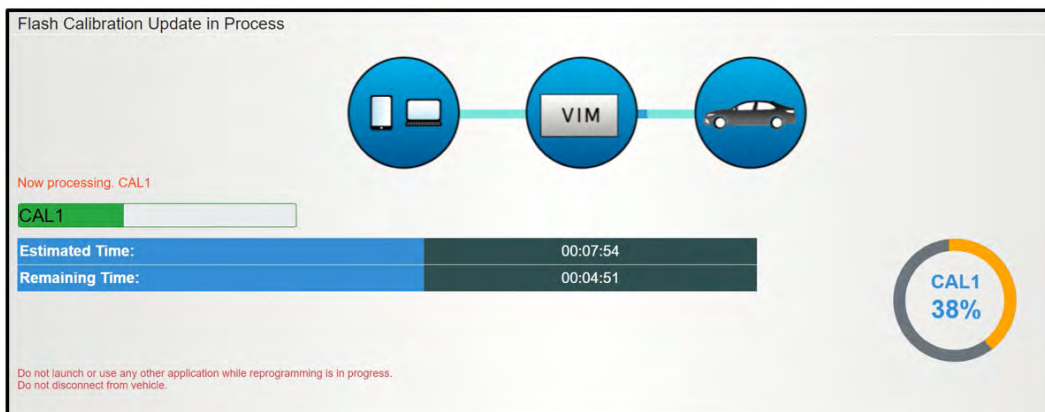 Flash Calibration Update in Process
VIM
Now processing. CAL1
CAL1
Estimated Time: 00:07:54
Remaining Time: 00:04:51
CAL1
38%
Do not launch or use any other application while reprogramming is in progress.
Do not disconnect from vehicle.